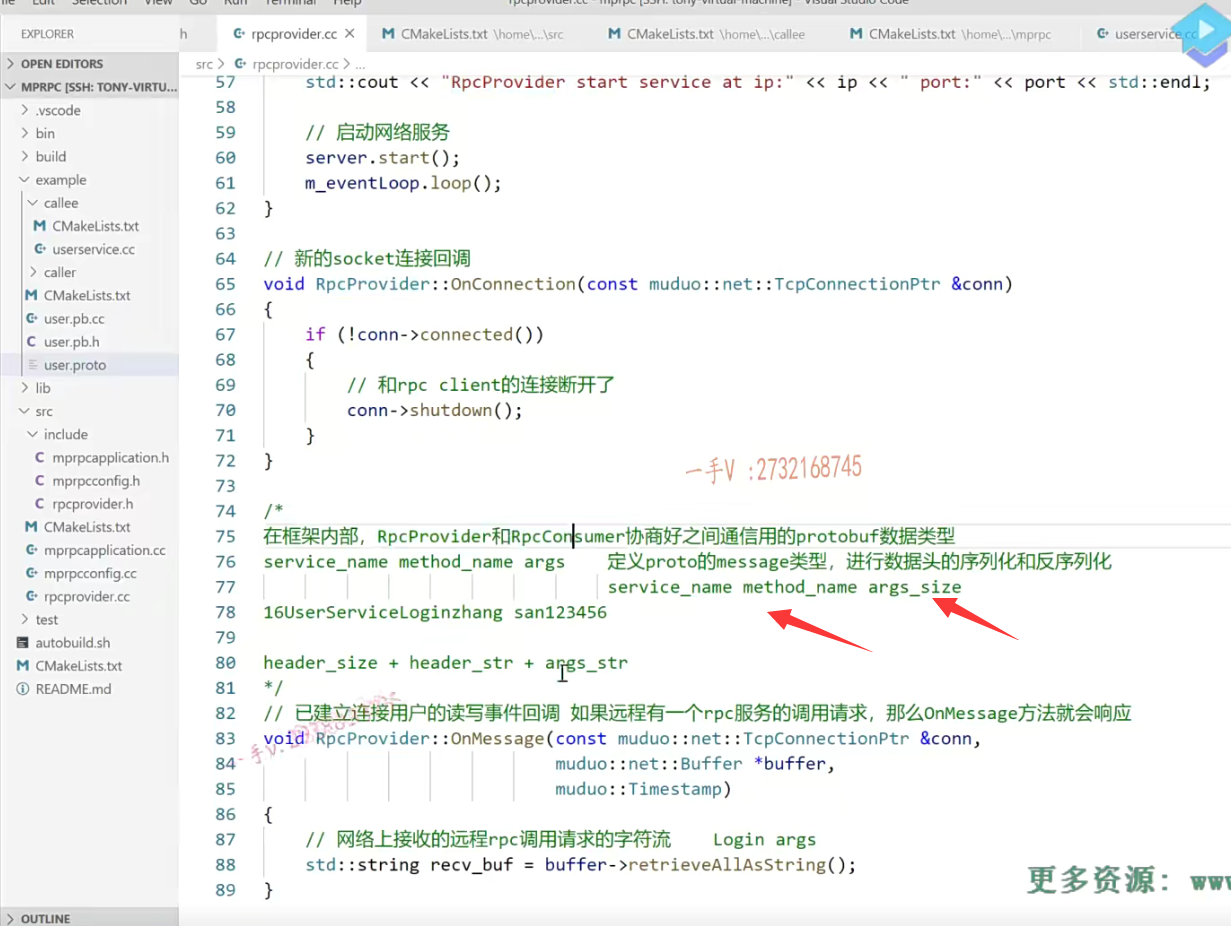 Edit Selection View Go Run Terminal Help rpcprovider.cc - mprpc [SSH: tony-virtual-machine] - Visual Studio Code
EXPLORER
rpcprovider.cc
CMakeLists.txt \home\...\src
CMakeLists.txt \home\...\callee
CMakeLists.txt \home\...\mprpc
userservice.cc
OPEN EDITORS
MPRPC [SSH: TONY-VIRTU...
.vscode
bin
build
example
callee
CMakeLists.txt
userservice.cc
caller
CMakeLists.txt
user.pb.cc
user.pb.h
user.proto
lib
src
include
mprpcapplication.h
mprpcconfig.h
rpcprovider.h
CMakeLists.txt
mprpcapplication.cc
mprpcconfig.cc
rpcprovider.cc
test
autobuild.sh
CMakeLists.txt
README.md
OUTLINE
src > rpcprovider.cc > ...
57 std::cout << "RpcProvider start service at ip:" << ip << " port:" << port << std::endl;
58
59 // 启动网络服务
60 server.start();
61 m_eventLoop.loop();
62 }
63
64 // 新的socket连接回调
65 void RpcProvider::OnConnection(const muduo::net::TcpConnectionPtr &conn)
66 {
67 if (!conn->connected())
68 {
69 // 和rpc client的连接断开了
70 conn->shutdown();
71 }
72 }
一手V :2732168745
73
74 /*
75 在框架内部，RpcProvider和RpcConsumer协商好之间通信用的protobuf数据类型
76 service_name method_name args 定义proto的message类型，进行数据头的序列化和反序列化
77 service_name method_name args_size
78 16UserServiceLoginzhang san123456
79
80 header_size + header_str + args_str
81 */
82 // 已建立连接用户的读写事件回调 如果远程有一个rpc服务的调用请求，那么OnMessage方法就会响应
83 void RpcProvider::OnMessage(const muduo::net::TcpConnectionPtr &conn,
84 muduo::net::Buffer *buffer,
85 muduo::Timestamp)
86 {
87 // 网络上接收的远程rpc调用请求的字符流 Login args
88 std::string recv_buf = buffer->retrieveAllAsString();
89 }
更多资源：